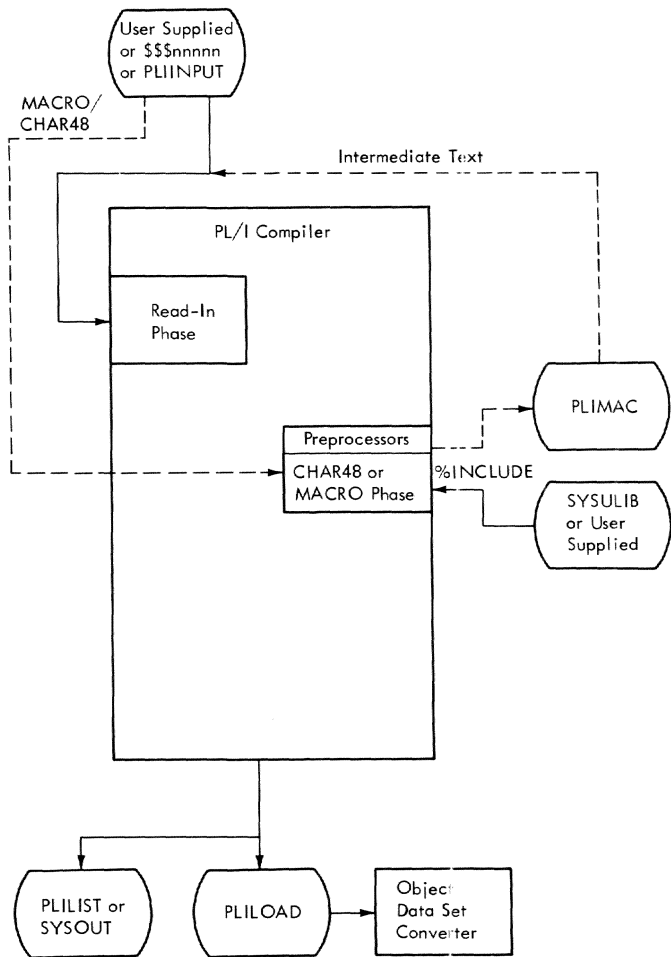 User Supplied
or $$$nnnnn
or PLIINPUT
MACRO/
CHAR48
Intermediate Text
PL/I Compiler
Read-In
Phase
PLIMAC
Preprocessors
CHAR48 or
MACRO Phase
%INCLUDE
SYSULIB
or User
Supplied
PLILIST or
SYSOUT
PLILOAD
Object
Data Set
Converter